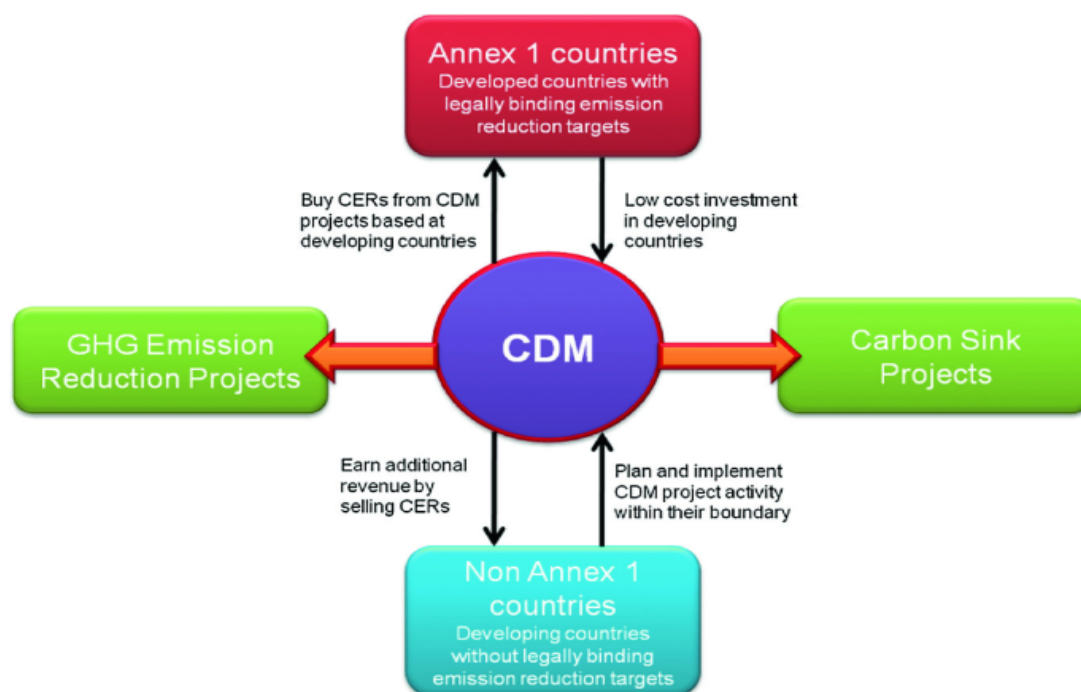 Annex 1 countries
Developed countries with
legally binding emission
reduction targets
Buy CERs from CDM
projects based at
developing countries
Low cost investment
in developing
countries
GHG Emission
Reduction Projects
CDM
Carbon Sink
Projects
Earn additional
revenue by
selling CERs
Plan and implement
CDM project activity
within their boundary
Non Annex 1
countries
Developing countries
without legally binding
emission reduction targets